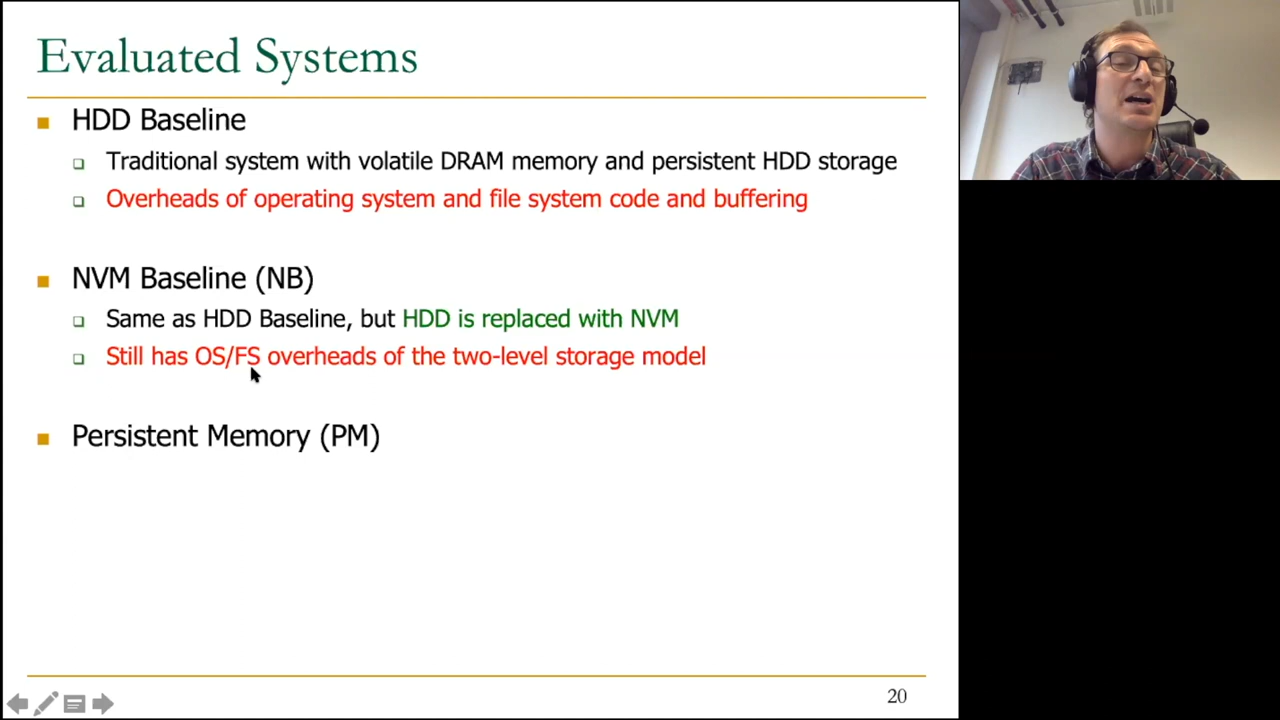 Evaluated Systems
HDD Baseline
Traditional system with volatile DRAM memory and persistent HDD storage
Overheads of operating system and file system code and buffering
NVM Baseline (NB)
Same as HDD Baseline, but HDD is replaced with NVM
Still has OS/FS overheads of the two-level storage model
Persistent Memory (PM)
20